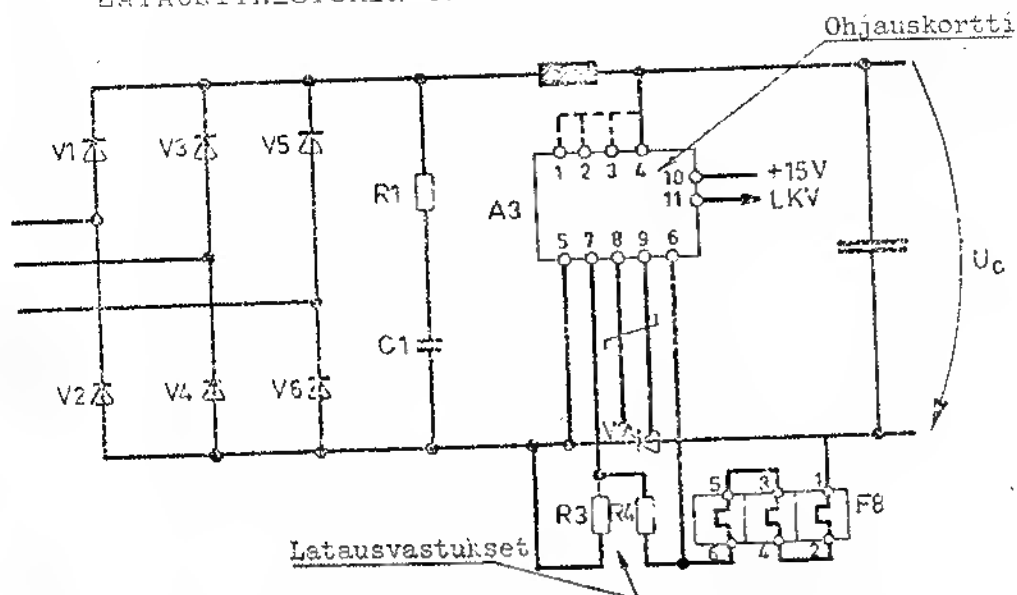 Ohjauskortti
V1
V3
V5
R1
1 2 3 4
10 +15V
11 LKV
A3
5 7 8 9 6
Uc
C1
V2
V4
V6
5 3 1
R3
R4
F8
6 4 2
Latausvastukset